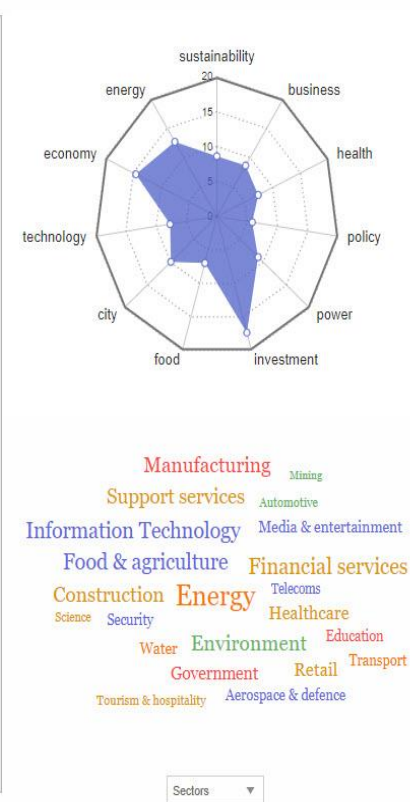 sustainability
20
energy
business
15
10
economy
health
5
0
technology
policy
city
power
food
investment
Manufacturing
Mining
Support services
Automotive
Information Technology
Media & entertainment
Food & agriculture
Financial services
Construction
Energy
Telecoms
Healthcare
Science
Security
Water
Environment
Education
Government
Retail
Transport
Tourism & hospitality
Aerospace & defence
Sectors